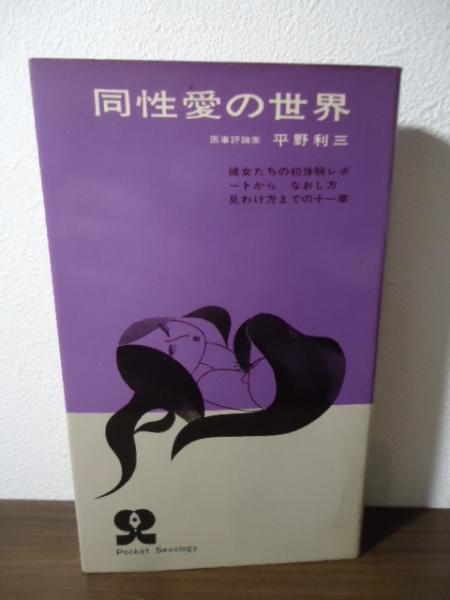 同性愛の世界
医事評論家 平野利三
彼女たちの初体験レポ
ートから なおし方
見わけ方までの十一章
Pocket Sexology